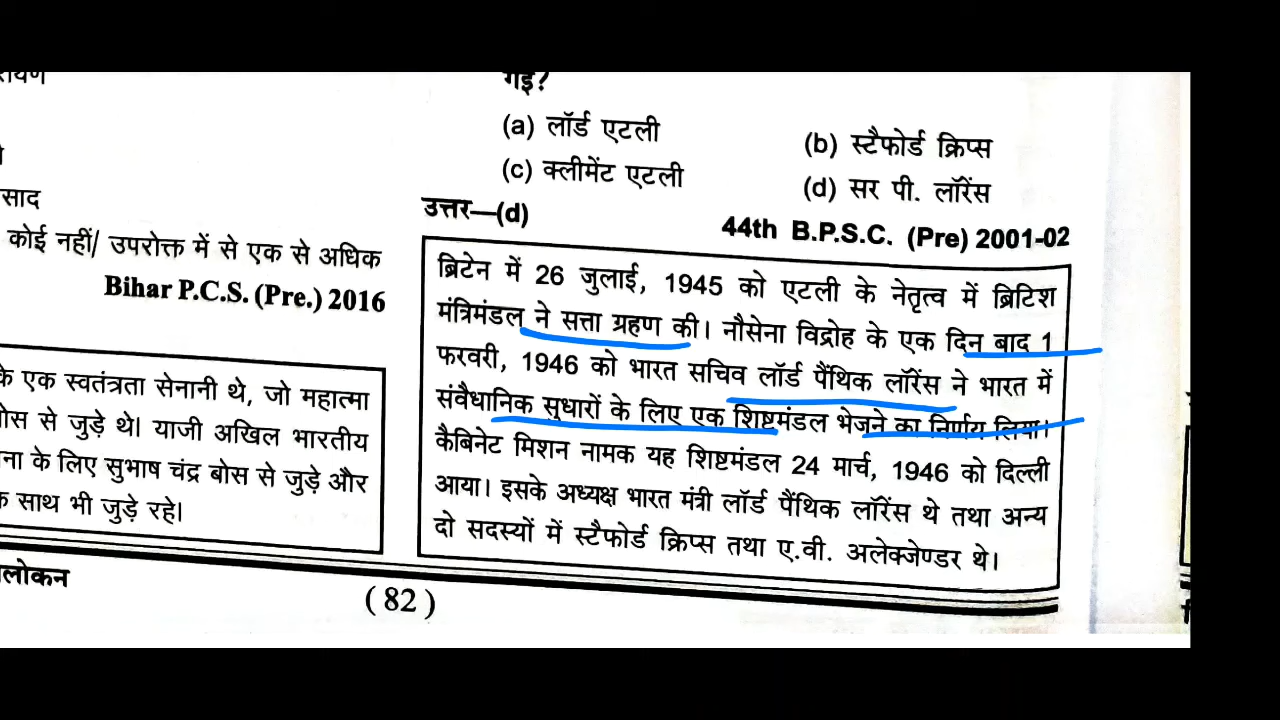 साद
कोई नहीं/ उपरोक्त में से एक से अधिक
Bihar P.C.S. (Pre.) 2016
के एक स्वतंत्रता सेनानी थे, जो महात्मा
बोस से जुड़े थे। याजी अखिल भारतीय
ना के लिए सुभाष चंद्र बोस से जुड़े और
के साथ भी जुड़े रहे।
लोकन
(82)
गई?
(a) लॉर्ड एटली
(b) स्टैफोर्ड क्रिप्स
(c) क्लीमेंट एटली
(d) सर पी. लॉरेंस
उत्तर—(d)
44th B.P.S.C. (Pre) 2001-02
ब्रिटेन में 26 जुलाई, 1945 को एटली के नेतृत्व में ब्रिटिश
मंत्रिमंडल ने सत्ता ग्रहण की। नौसेना विद्रोह के एक दिन बाद 1
फरवरी, 1946 को भारत सचिव लॉर्ड पैंथिक लॉरेंस ने भारत में
संवैधानिक सुधारों के लिए एक शिष्टमंडल भेजने का निर्णय लिया।
कैबिनेट मिशन नामक यह शिष्टमंडल 24 मार्च, 1946 को दिल्ली
आया। इसके अध्यक्ष भारत मंत्री लॉर्ड पैंथिक लॉरेंस थे तथा अन्य
दो सदस्यों में स्टैफोर्ड क्रिप्स तथा ए.वी. अलेक्जेण्डर थे।